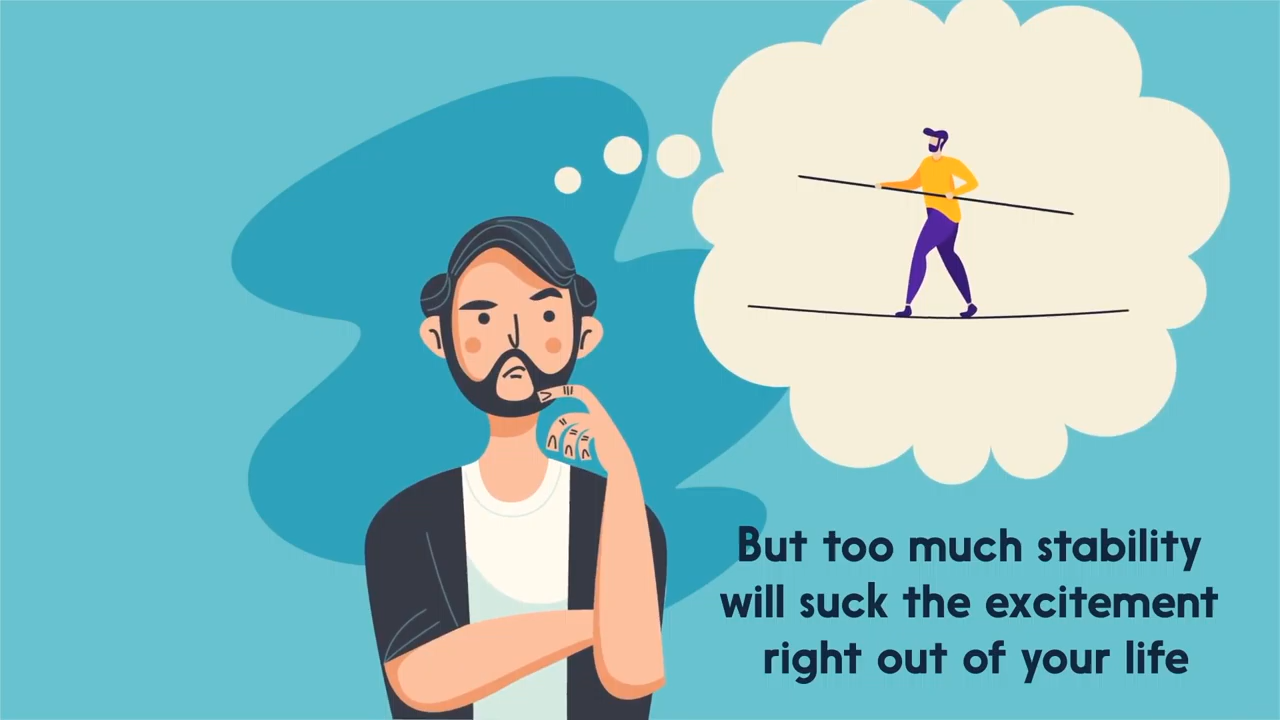 But too much stability
will suck the excitement
right out of your life